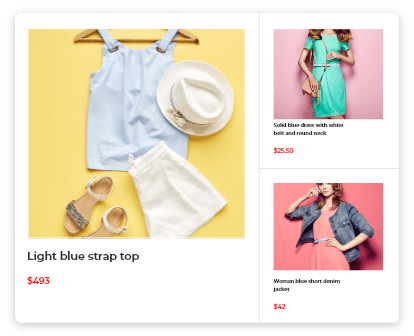 Light blue strap top
$493
Solid blue dress with white
belt and round neck
$25.50
Woman blue short denim
jacket
$42